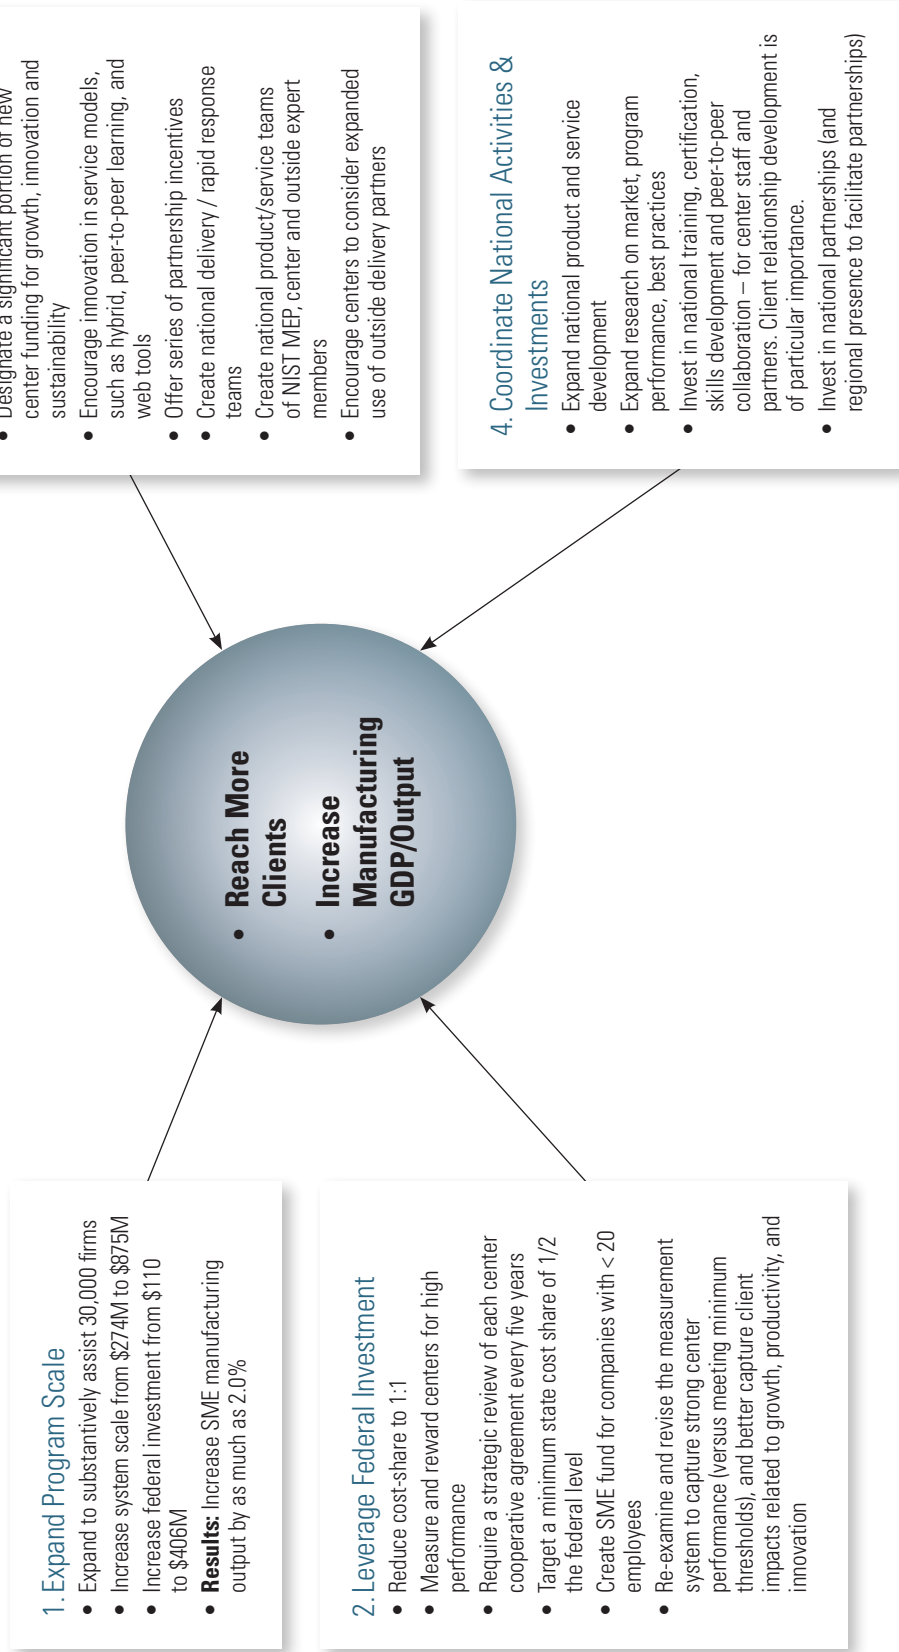 1. Expand Program Scale
• Expand to substantively assist 30,000 firms
• Increase system scale from $274M to $875M
• Increase federal investment from $110
to $406M
• Results: Increase SME manufacturing
output by as much as 2.0%
2. Leverage Federal Investment
• Reduce cost-share to 1:1
• Measure and reward centers for high
performance
• Require a strategic review of each center
cooperative agreement every five years
• Target a minimum state cost share of 1/2
the federal level
• Create SME fund for companies with < 20
employees
• Re-examine and revise the measurement
system to capture strong center
performance (versus meeting minimum
thresholds), and better capture client
impacts related to growth, productivity, and
innovation
• Reach More
Clients
• Increase
Manufacturing
GDP/Output
• Designate a significant portion of new
center funding for growth, innovation and
sustainability
• Encourage innovation in service models,
such as hybrid, peer-to-peer learning, and
web tools
• Offer series of partnership incentives
• Create national delivery / rapid response
teams
• Create national product/service teams
of NIST MEP, center and outside expert
members
• Encourage centers to consider expanded
use of outside delivery partners
4. Coordinate National Activities &
Investments
• Expand national product and service
development
• Expand research on market, program
performance, best practices
• Invest in national training, certification,
skills development and peer-to-peer
collaboration – for center staff and
partners. Client relationship development is
of particular importance.
• Invest in national partnerships (and
regional presence to facilitate partnerships)